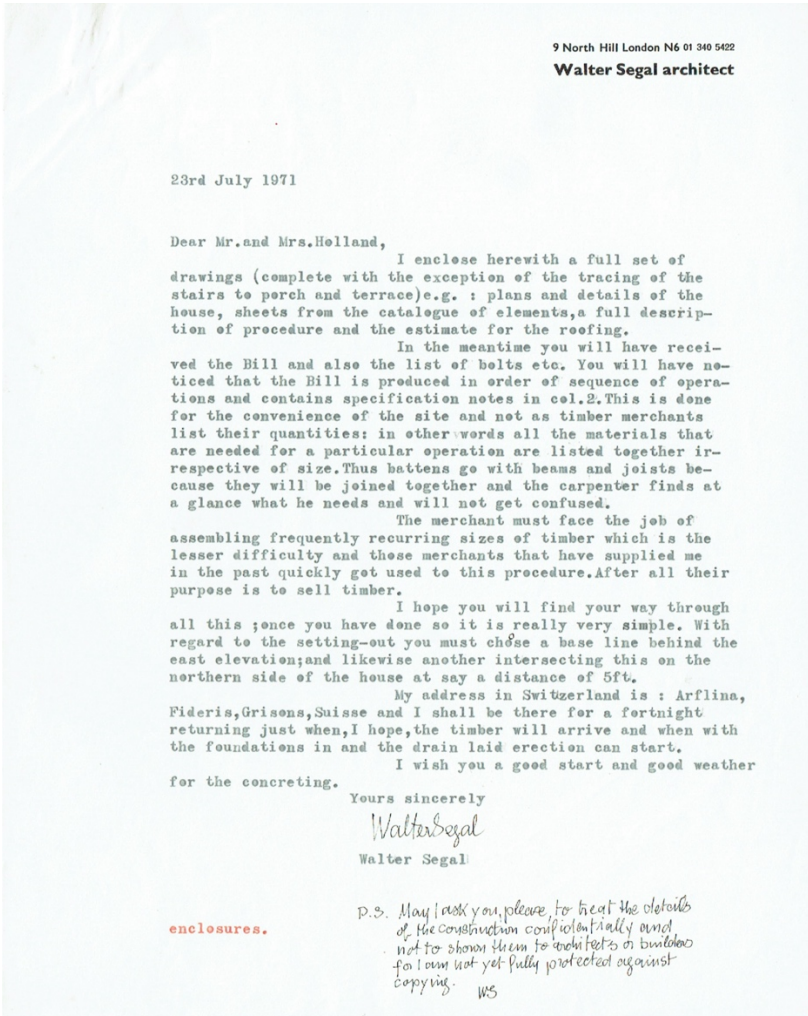 9 North Hill London N6 01 340 5422
Walter Segal architect
23rd July 1971
Dear Mr.and Mrs.Holland,
I enclose herewith a full set of
drawings (complete with the exception of the tracing of the
stairs to porch and terrace)e.g. : plans and details of the
house, sheets from the catalogue of elements,a full descrip-
tion of procedure and the estimate for the roofing.
In the meantime you will have recei-
ved the Bill and also the list of bolts etc. You will have no-
ticed that the Bill is produced in order of sequence of opera-
tions and contains specification notes in col.2.This is done
for the convenience of the site and not as timber merchants
list their quantities: in other words all the materials that
are needed for a particular operation are listed together ir-
respective of size.Thus battens go with beams and joists be-
cause they will be joined together and the carpenter finds at
a glance what he needs and will not get confused.
The merchant must face the job of
assembling frequently recurring sizes of timber which is the
lesser difficulty and those merchants that have supplied me
in the past quickly got used to this procedure.After all their
purpose is to sell timber.
I hope you will find your way through
all this ;once you have done so it is really very simple. With
regard to the setting-out you must choose a base line behind the
east elevation;and likewise another intersecting this on the
northern side of the house at say a distance of 5ft.
My address in Switzerland is : Arflina,
Fideris,Grisons,Suisse and I shall be there for a fortnight
returning just when,I hope,the timber will arrive and when with
the foundations in and the drain laid erection can start.
I wish you a good start and good weather
for the concreting.
Yours sincerely
Walter Segal
Walter Segal
enclosures.
P.S. May I ask you, please, to treat the details
of the construction confidentially and
not to shown them to architects or builders
for I am not yet fully protected against
copying.
WS